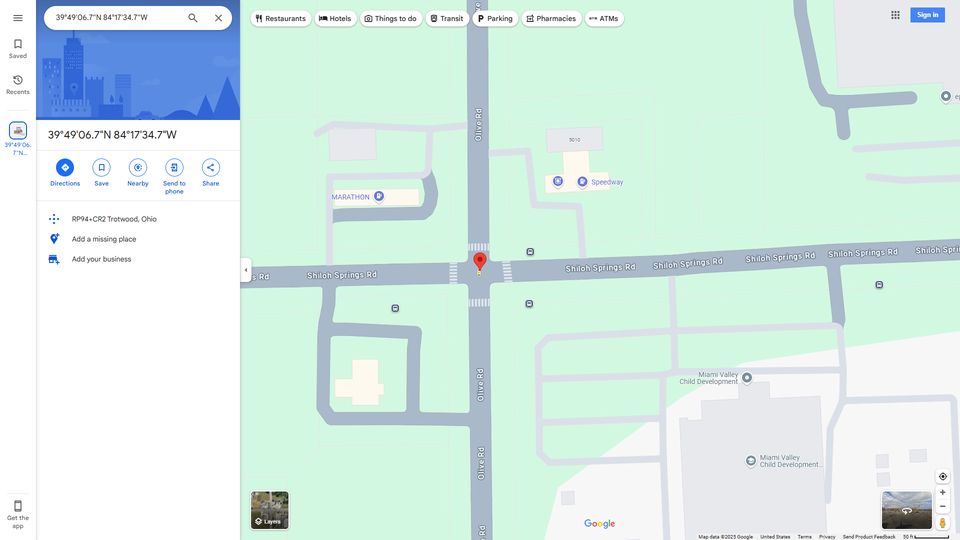 39°49'06.7"N 84°17'34.7"W
Restaurants
Hotels
Things to do
Transit
Parking
Pharmacies
ATMs
Sign in
Saved
Recents
39°49'06.
7"N...
39°49'06.7"N 84°17'34.7"W
Directions
Save
Nearby
Send to
phone
Share
RP94+CR2 Trotwood, Ohio
Add a missing place
Add your business
Get the
app
Olive Rd
5010
MARATHON
Speedway
Shiloh Springs Rd
Shiloh Springs Rd
Shiloh Springs Rd
Shiloh Springs Rd
Shiloh Springs Rd
Olive Rd
Olive Rd
Miami Valley
Child Development
Miami Valley
Child Development...
Layers
Google
Map data ©2025 Google
United States
Terms
Privacy
Send Product Feedback
50 ft